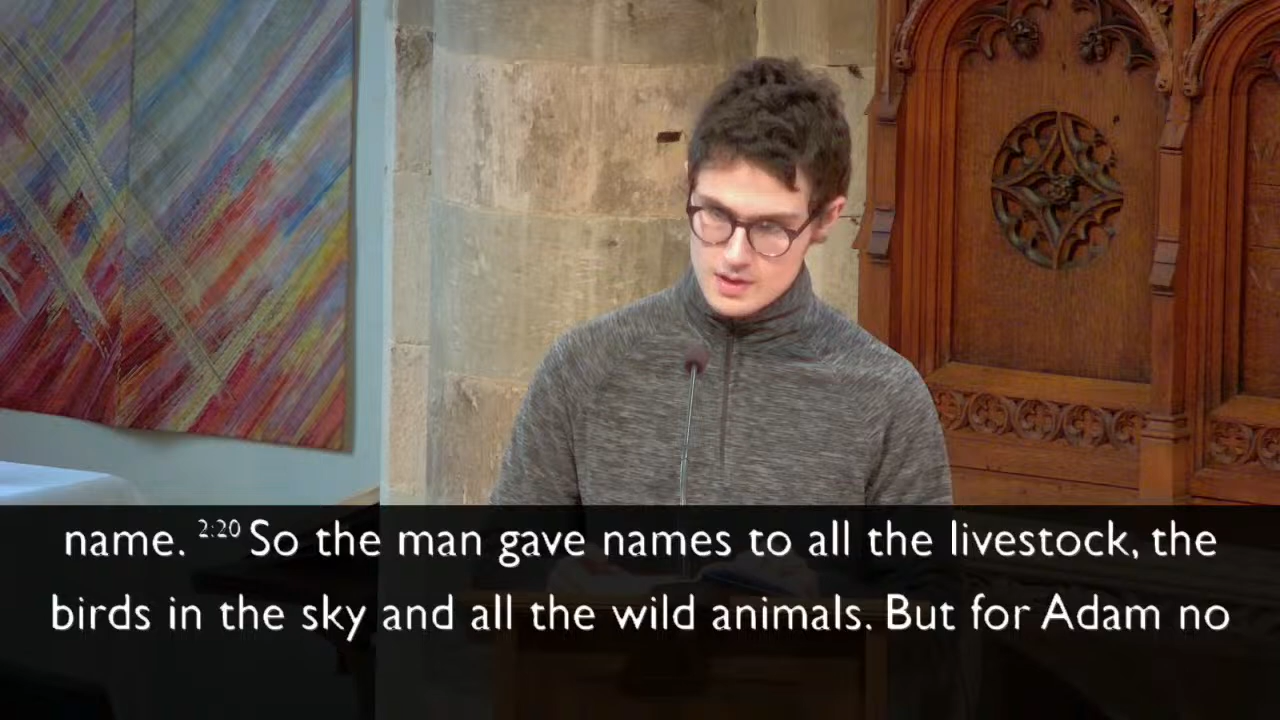 name. 2:20 So the man gave names to all the livestock, the
birds in the sky and all the wild animals. But for Adam no